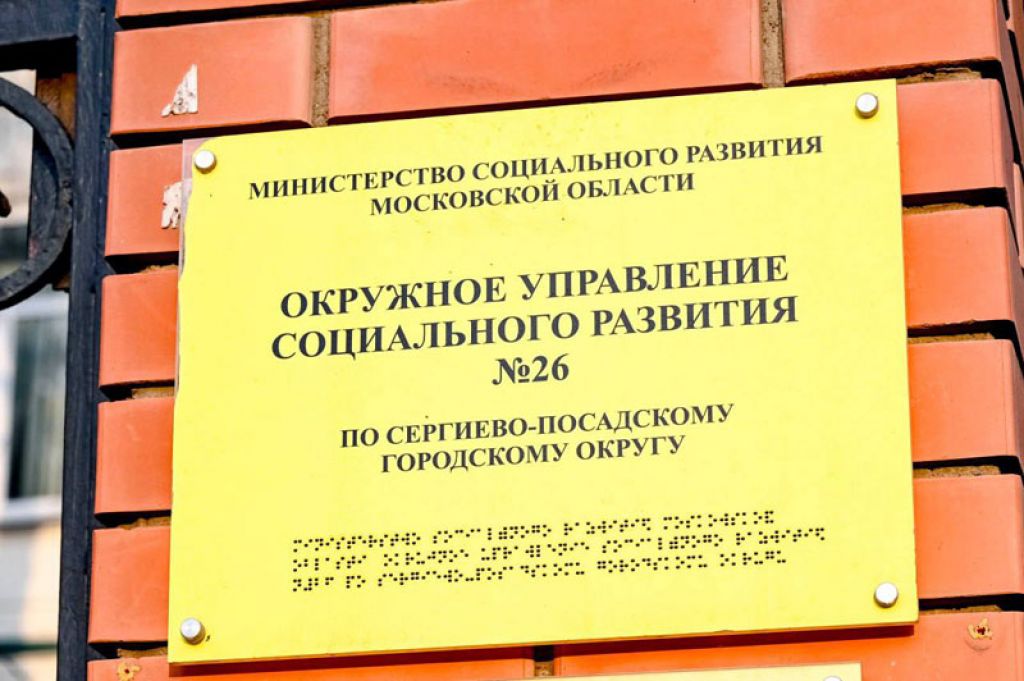 МИНИСТЕРСТВО СОЦИАЛЬНОГО РАЗВИТИЯ
МОСКОВСКОЙ ОБЛАСТИ
ОКРУЖНОЕ УПРАВЛЕНИЕ
СОЦИАЛЬНОГО РАЗВИТИЯ
№26
ПО СЕРГИЕВО-ПОСАДСКОМУ
ГОРОДСКОМУ ОКРУГУ